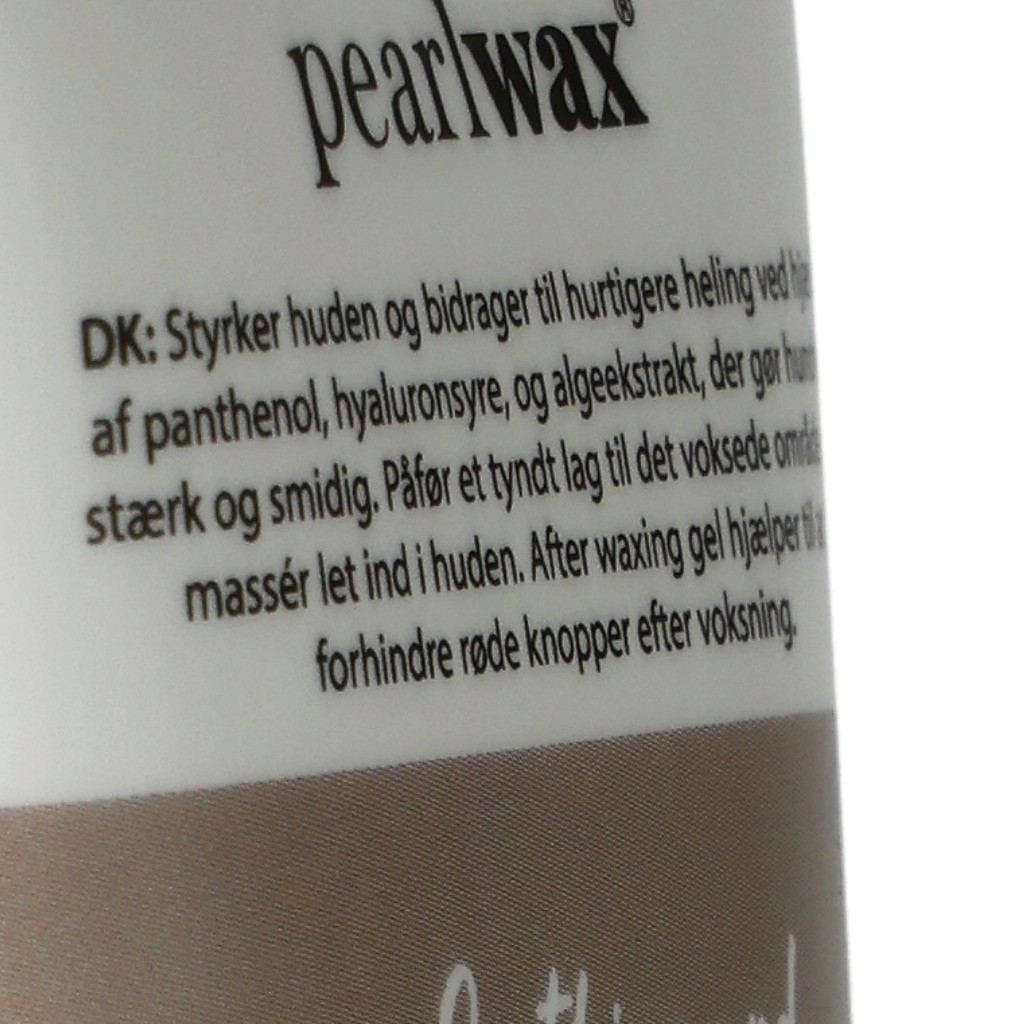 pearlwax®
DK: Styrker huden og bidrager til hurtigere heling ved
af panthenol, hyaluronsyre, og algeekstrakt, der gør
stærk og smidig. Påfør et tyndt lag til det voksede
massér let ind i huden. After waxing gel hjælper til
forhindre røde knopper efter voksning.